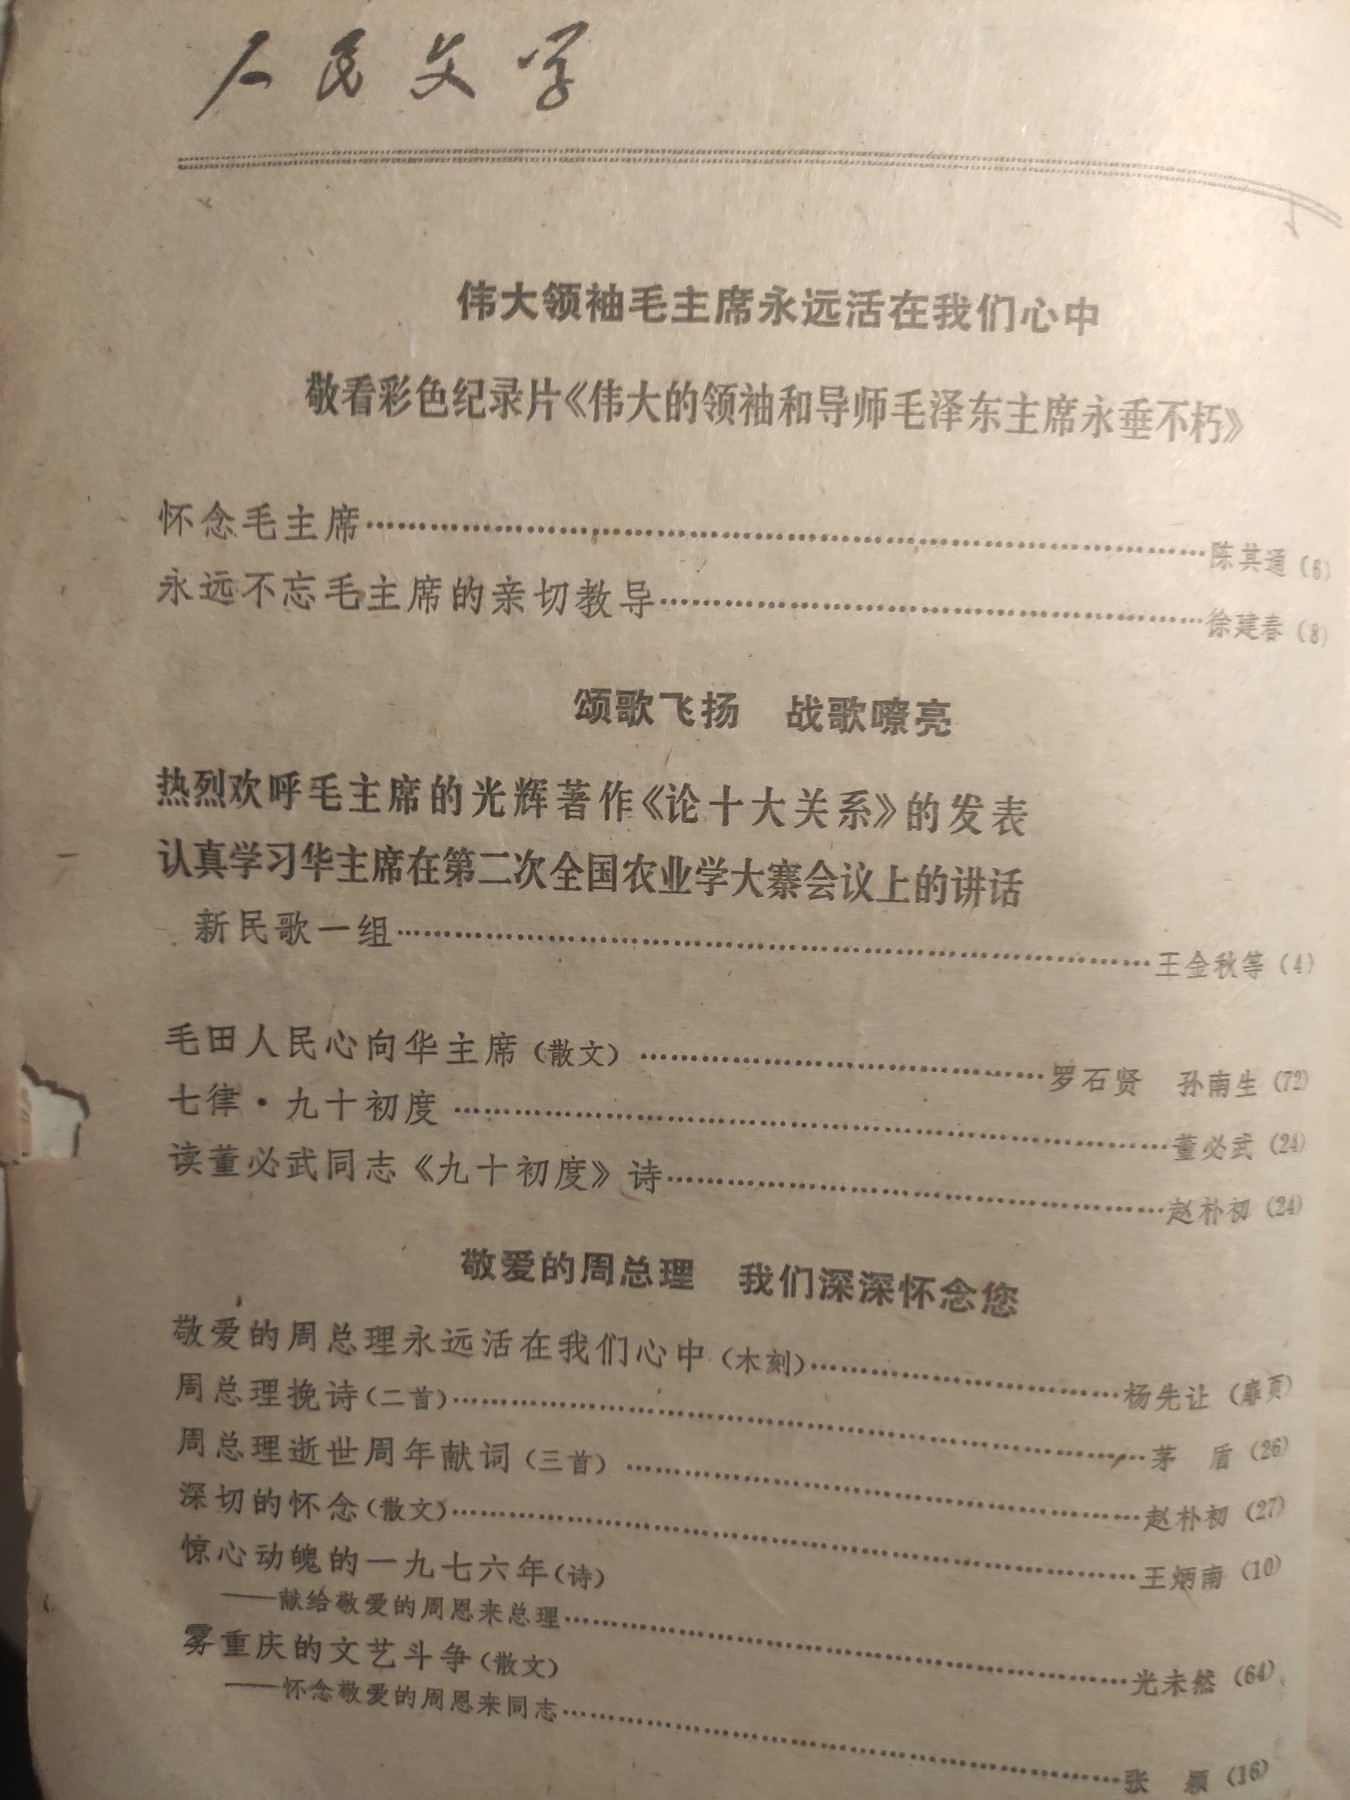 人民文学
伟大领袖毛主席永远活在我们心中
敬看彩色纪录片《伟大的领袖和导师毛泽东主席永垂不朽》
怀念毛主席……陈其通（6）
永远不忘毛主席的亲切教导……徐建春（8）
颂歌飞扬　战歌嘹亮
热烈欢呼毛主席的光辉著作《论十大关系》的发表
认真学习华主席在第二次全国农业学大寨会议上的讲话
新民歌一组……王金秋等（4）
毛田人民心向华主席（散文）……罗石贤　孙南生（72）
七律·九十初度……董必武（24）
读董必武同志《九十初度》诗……赵朴初（24）
敬爱的周总理　我们深深怀念您
敬爱的周总理永远活在我们心中（木刻）……杨先让（扉页）
周总理挽诗（二首）……茅　盾（26）
周总理逝世周年献词（三首）……赵朴初（27）
深切的怀念（散文）……王炳南（10）
惊心动魄的一九七六年（诗）
——献给敬爱的周恩来总理……光未然（64）
雾重庆的文艺斗争（散文）
——怀念敬爱的周恩来同志……张　颖（16）